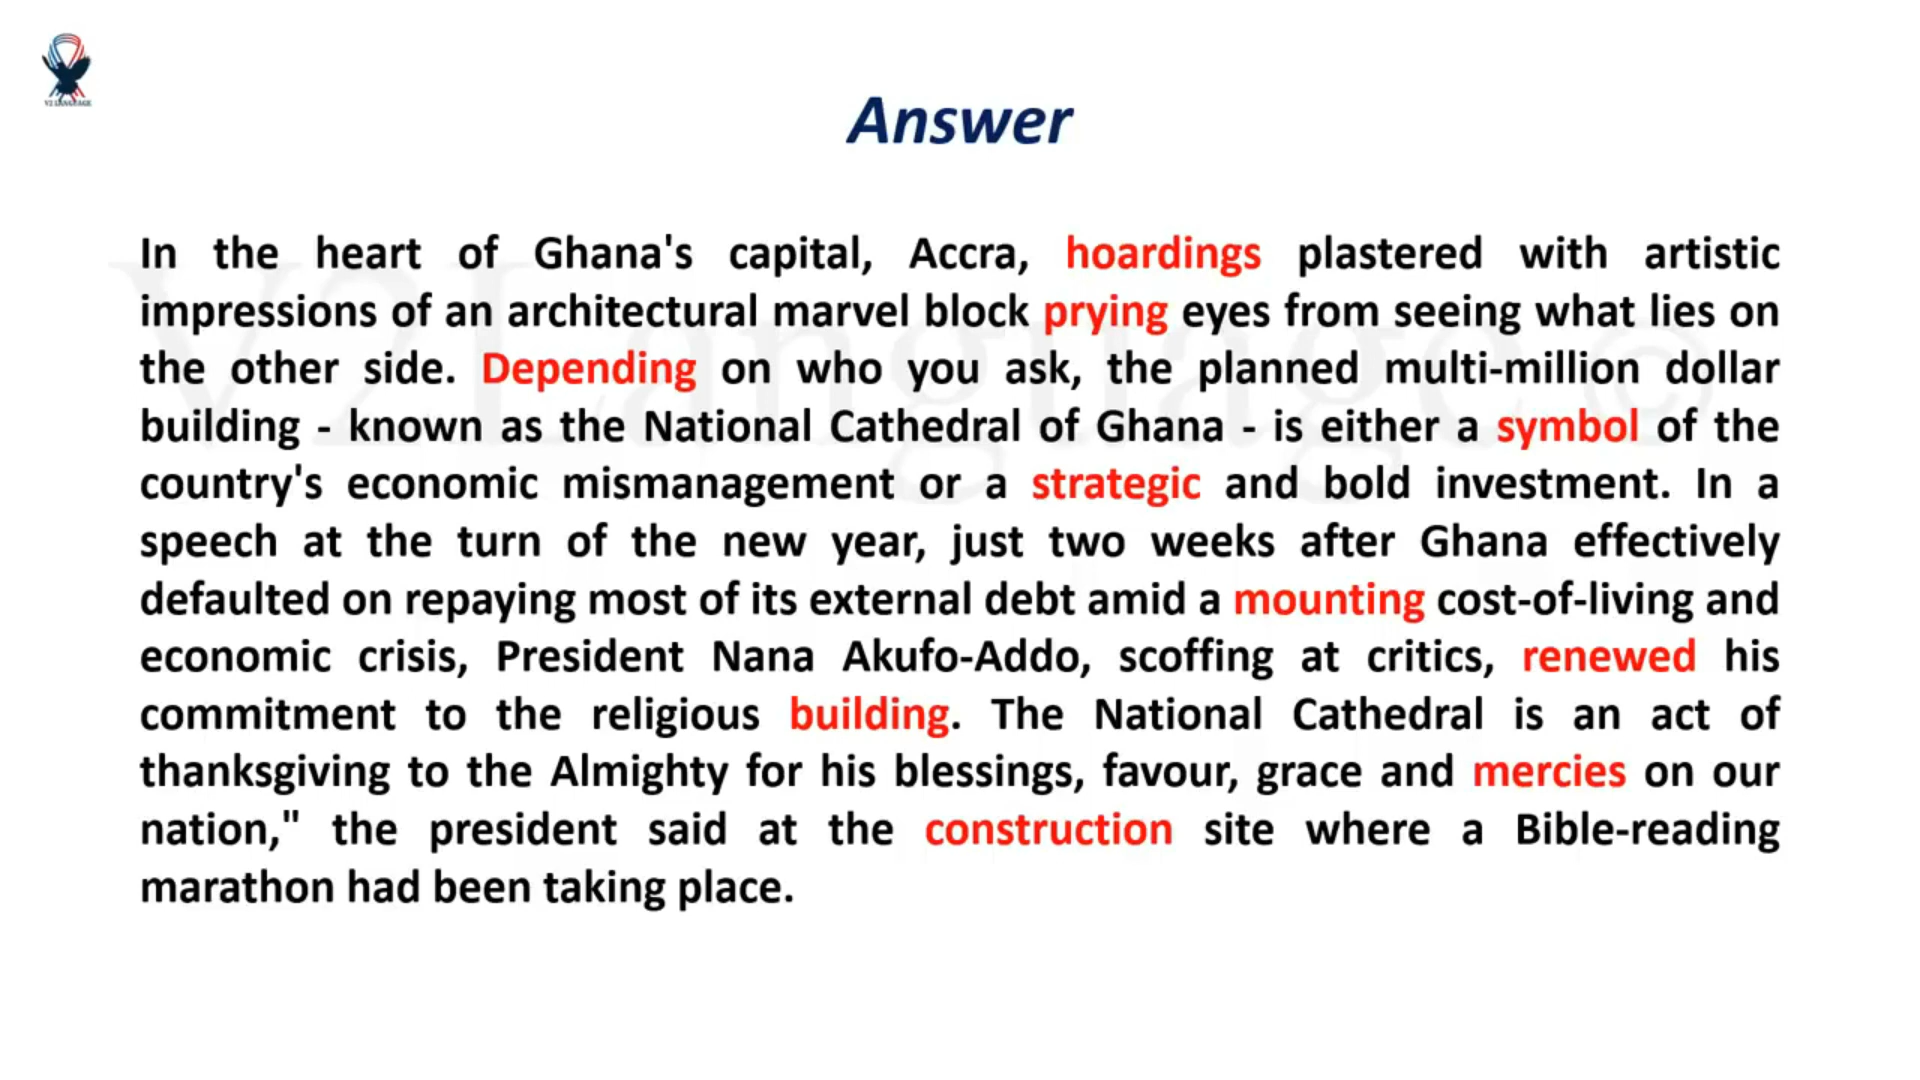 V2 LANGUAGE
Answer
In the heart of Ghana's capital, Accra, hoardings plastered with artistic
impressions of an architectural marvel block prying eyes from seeing what lies on
the other side. Depending on who you ask, the planned multi-million dollar
building - known as the National Cathedral of Ghana - is either a symbol of the
country's economic mismanagement or a strategic and bold investment. In a
speech at the turn of the new year, just two weeks after Ghana effectively
defaulted on repaying most of its external debt amid a mounting cost-of-living and
economic crisis, President Nana Akufo-Addo, scoffing at critics, renewed his
commitment to the religious building. The National Cathedral is an act of
thanksgiving to the Almighty for his blessings, favour, grace and mercies on our
nation," the president said at the construction site where a Bible-reading
marathon had been taking place.
V2Language ©